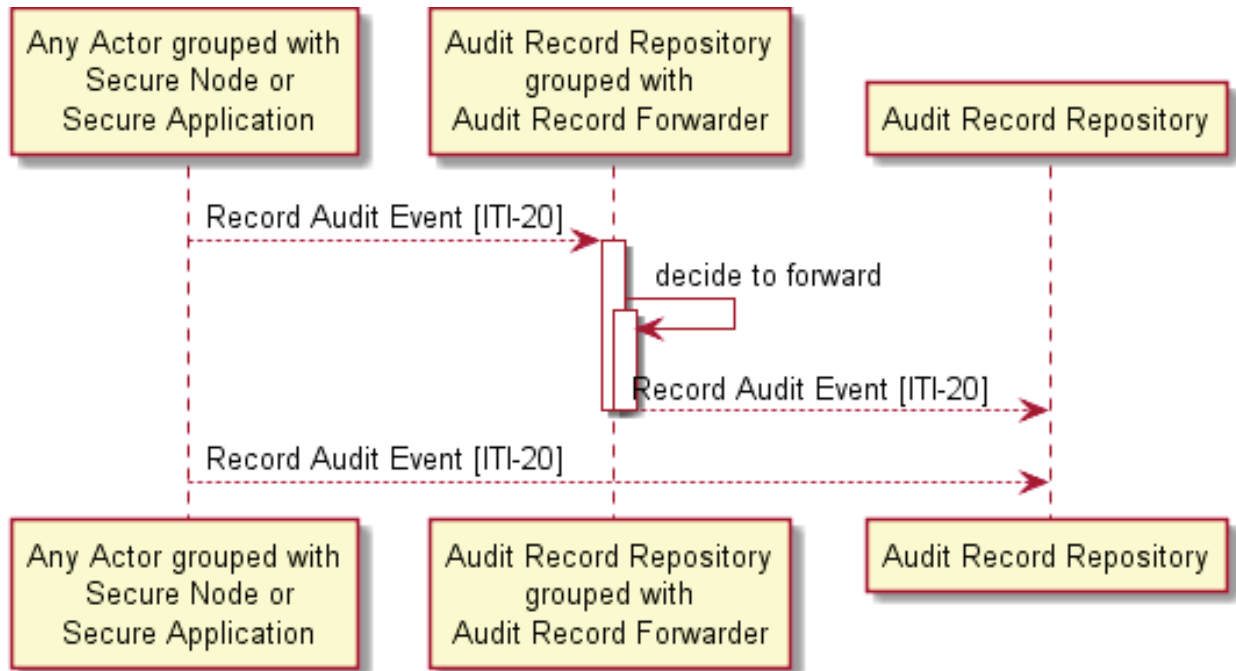 Any Actor grouped with
Secure Node or
Secure Application
Audit Record Repository
grouped with
Audit Record Forwarder
Audit Record Repository
Record Audit Event [ITI-20]
decide to forward
Record Audit Event [ITI-20]
Record Audit Event [ITI-20]
Any Actor grouped with
Secure Node or
Secure Application
Audit Record Repository
grouped with
Audit Record Forwarder
Audit Record Repository